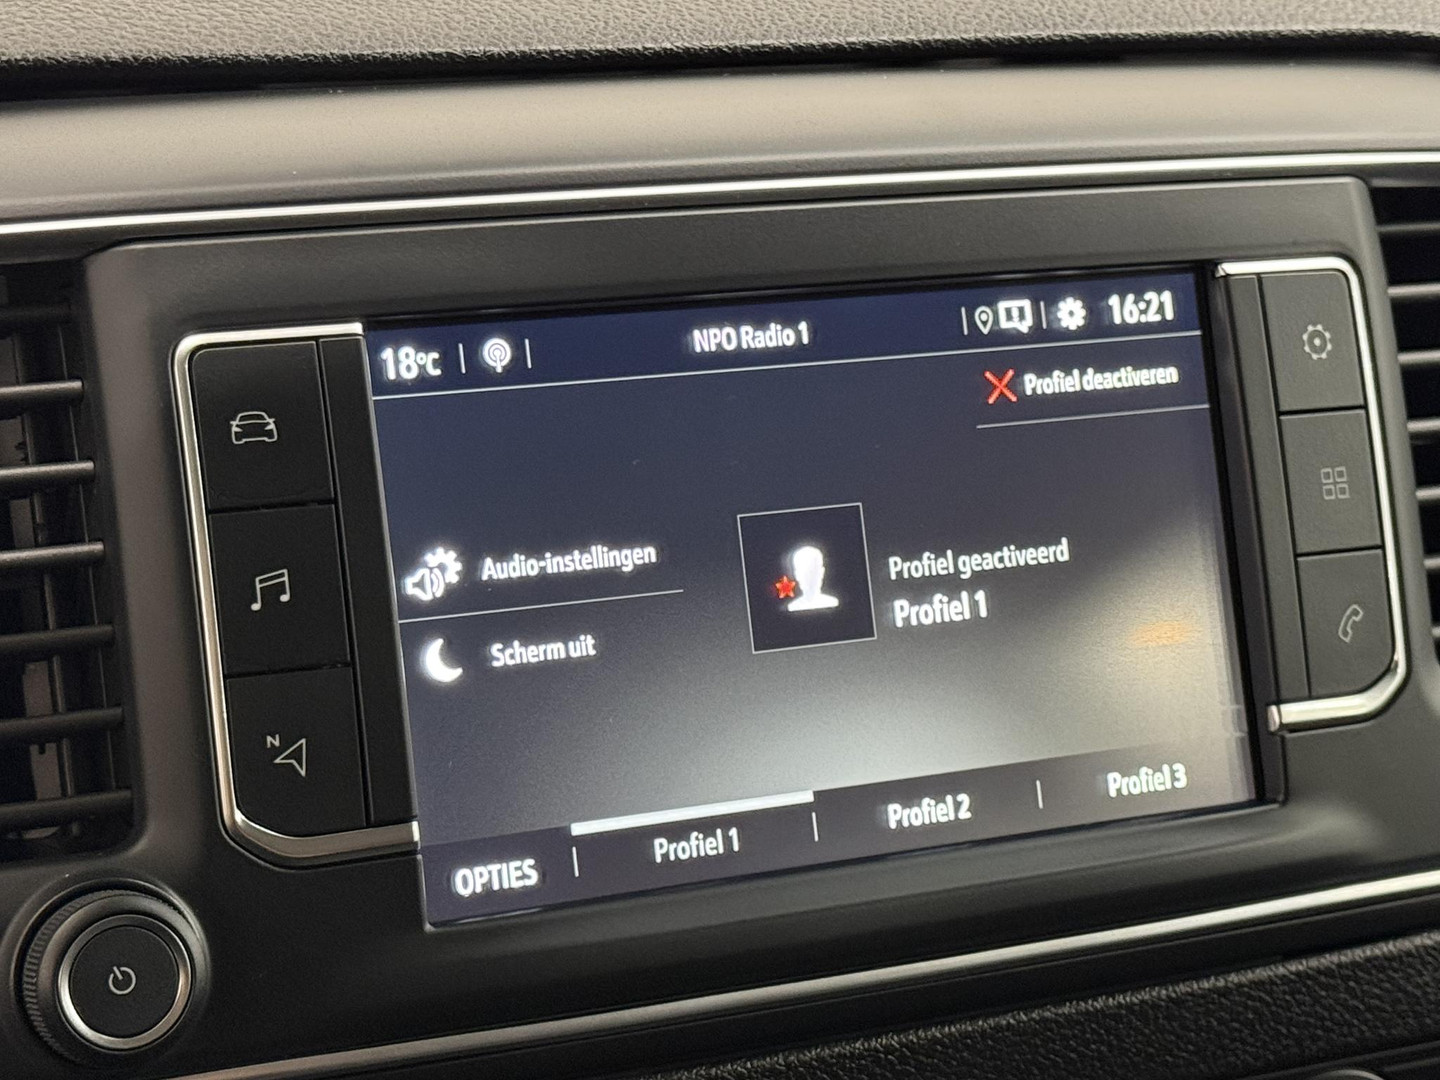 18°C
NPO Radio 1
16:21
Profiel deactiveren
Audio-instellingen
Scherm uit
Profiel geactiveerd
Profiel 1
OPTIES
Profiel 1
Profiel 2
Profiel 3
N